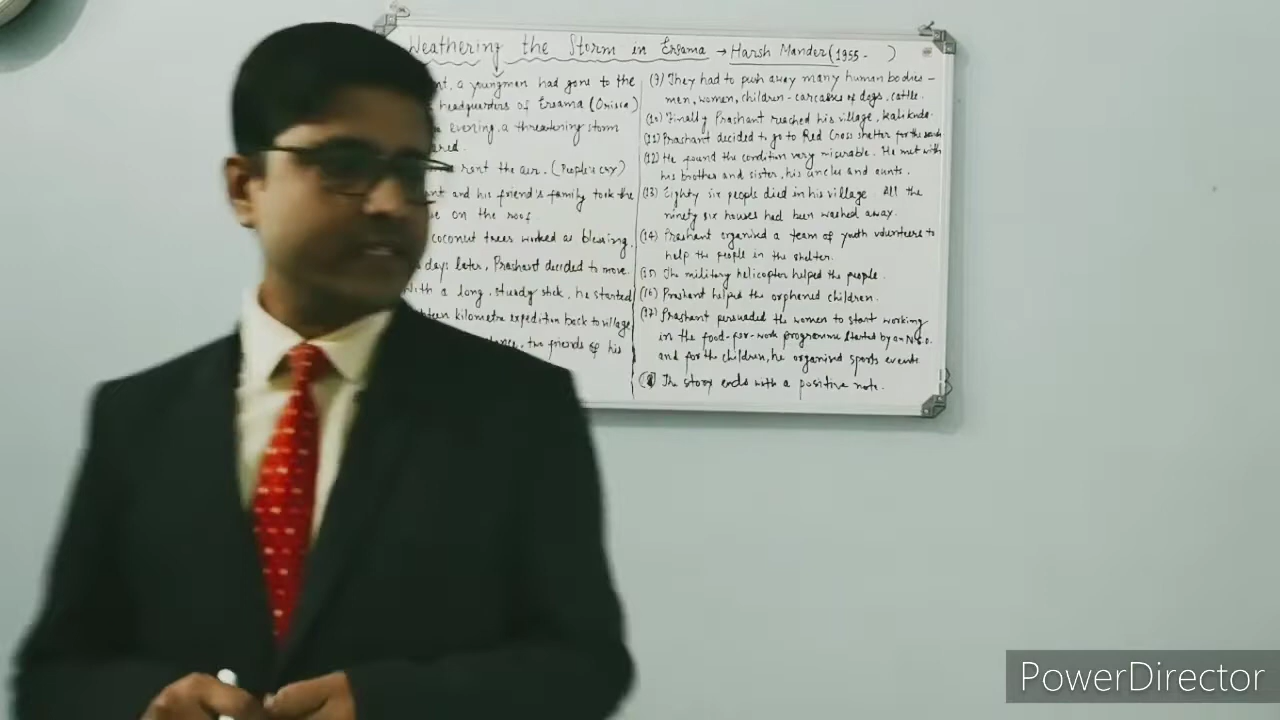 Weathering the Storm in Ersama → Harsh Mander (1955 - )
a youngman had gone to the
headquarters of Ersama (Orissa)
evening, a threatening storm
rent the air. (People's cry)
and his friend's family took the
on the roof.
coconut trees worked as blessing.
days later, Prashant decided to move.
With a long, sturdy stick, he started
kilometre expedition back to village
two friends of his
(9) They had to push away many human bodies -
men, women, children - carcasses of dogs, cattle.
(10) Finally Prashant reached his village, Kalikuda.
(11) Prashant decided to go to Red Cross shelter for the search
(12) He found the condition very miserable. He met with
his brother and sister, his uncles and aunts.
(13) Eighty six people died in his village. All the
ninety six houses had been washed away.
(14) Prashant organised a team of youth volunteers to
help the people in the shelter.
(15) The military helicopter helped the people.
(16) Prashant helped the orphaned children.
(17) Prashant persuaded the women to start working
in the food-for-work programme started by an N.G.O.
and for the children, he organised sports events
(18) The story ends with a positive note.
PowerDirector